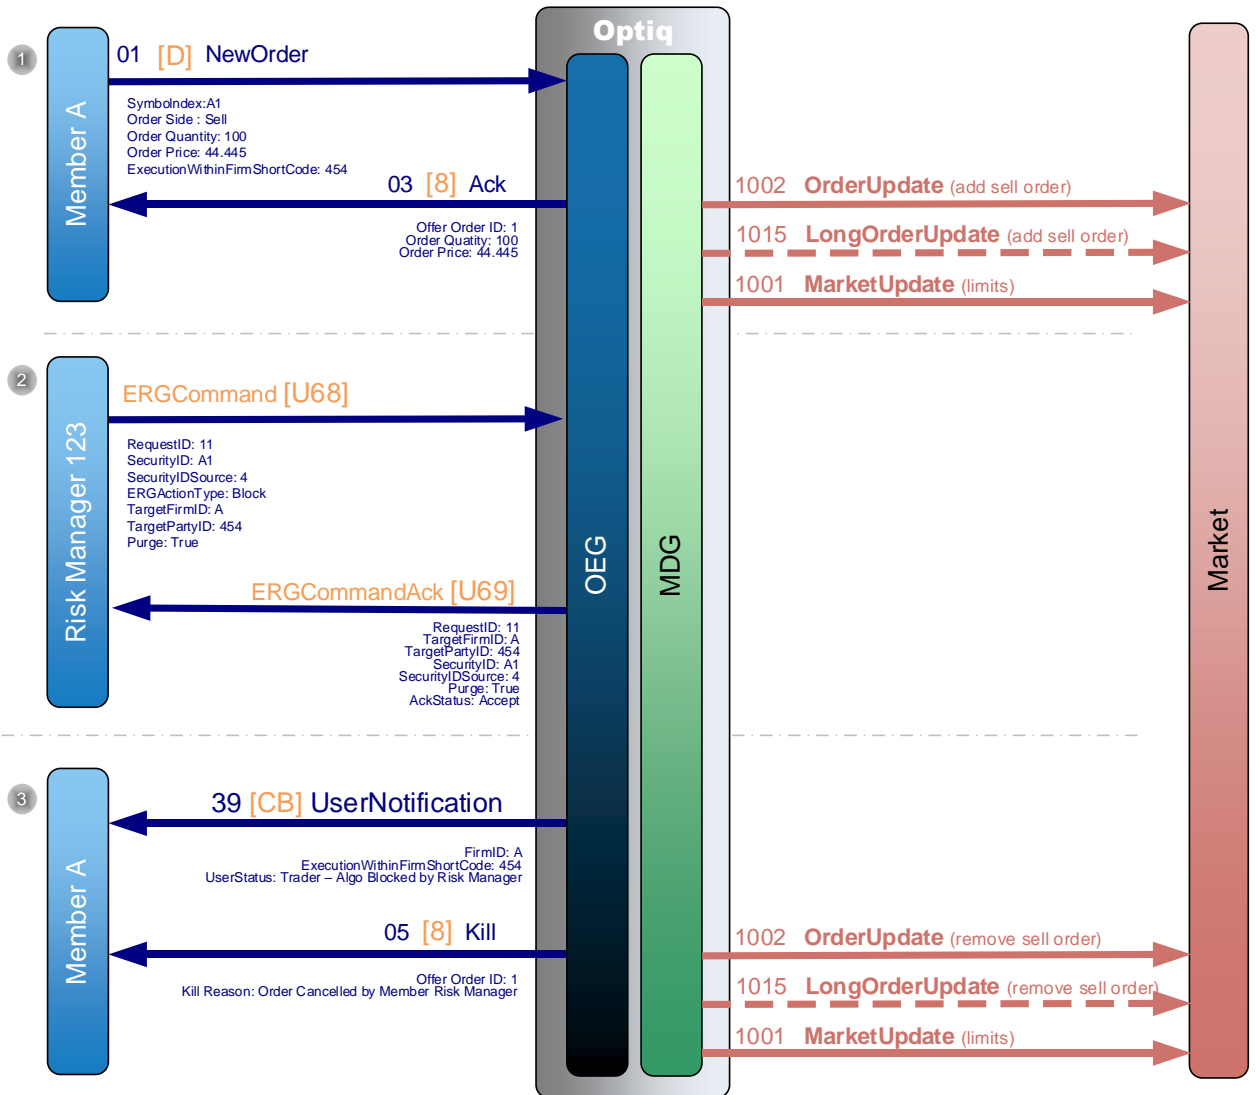 Optiq
1
01 [D] NewOrder
SymbolIndex:A1
Order Side : Sell
Order Quantity: 100
Order Price: 44.445
ExecutionWithinFirmShortCode: 454
Member A
03 [8] Ack
Offer Order ID: 1
Order Quatity: 100
Order Price: 44.445
1002 OrderUpdate (add sell order)
1015 LongOrderUpdate (add sell order)
1001 MarketUpdate (limits)
2
ERGCommand [U68]
RequestID: 11
SecurityID: A1
SecurityIDSource: 4
ERGActionType: Block
TargetFirmID: A
TargetPartyID: 454
Purge: True
Risk Manager 123
ERGCommandAck [U69]
RequestID: 11
TargetFirmID: A
TargetPartyID: 454
SecurityID: A1
SecurityIDSource: 4
Purge: True
AckStatus: Accept
OEG
MDG
Market
3
39 [CB] UserNotification
FirmID: A
ExecutionWithinFirmShortCode: 454
UserStatus: Trader – Algo Blocked by Risk Manager
Member A
05 [8] Kill
Offer Order ID: 1
Kill Reason: Order Cancelled by Member Risk Manager
1002 OrderUpdate (remove sell order)
1015 LongOrderUpdate (remove sell order)
1001 MarketUpdate (limits)